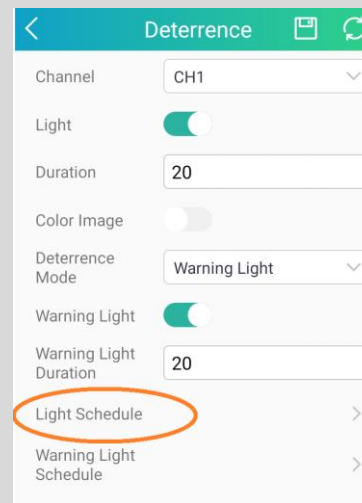 Deterrence
Channel CH1
Light
Duration 20
Color Image
Deterrence
Mode Warning Light
Warning Light
Warning Light
Duration 20
Light Schedule
Warning Light
Schedule